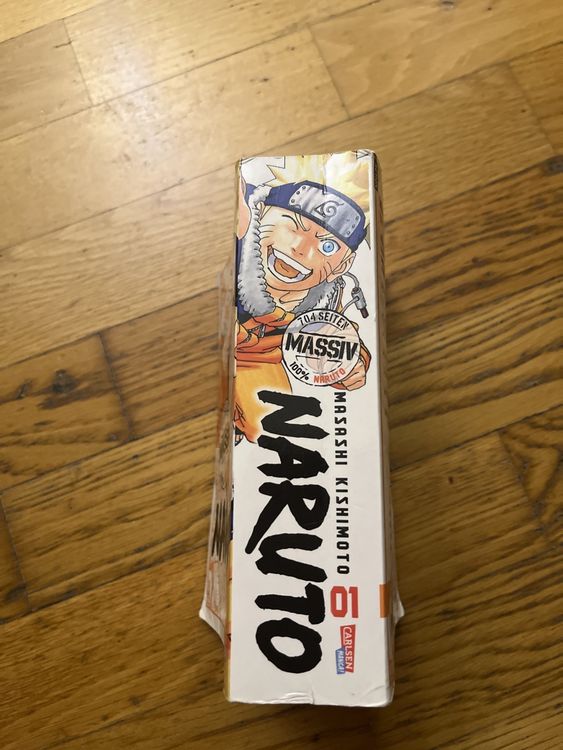 704 SEITEN
MASSIV
100% NARUTO
NARUTO
MASASHI KISHIMOTO
01
CARLSEN
MANGA!